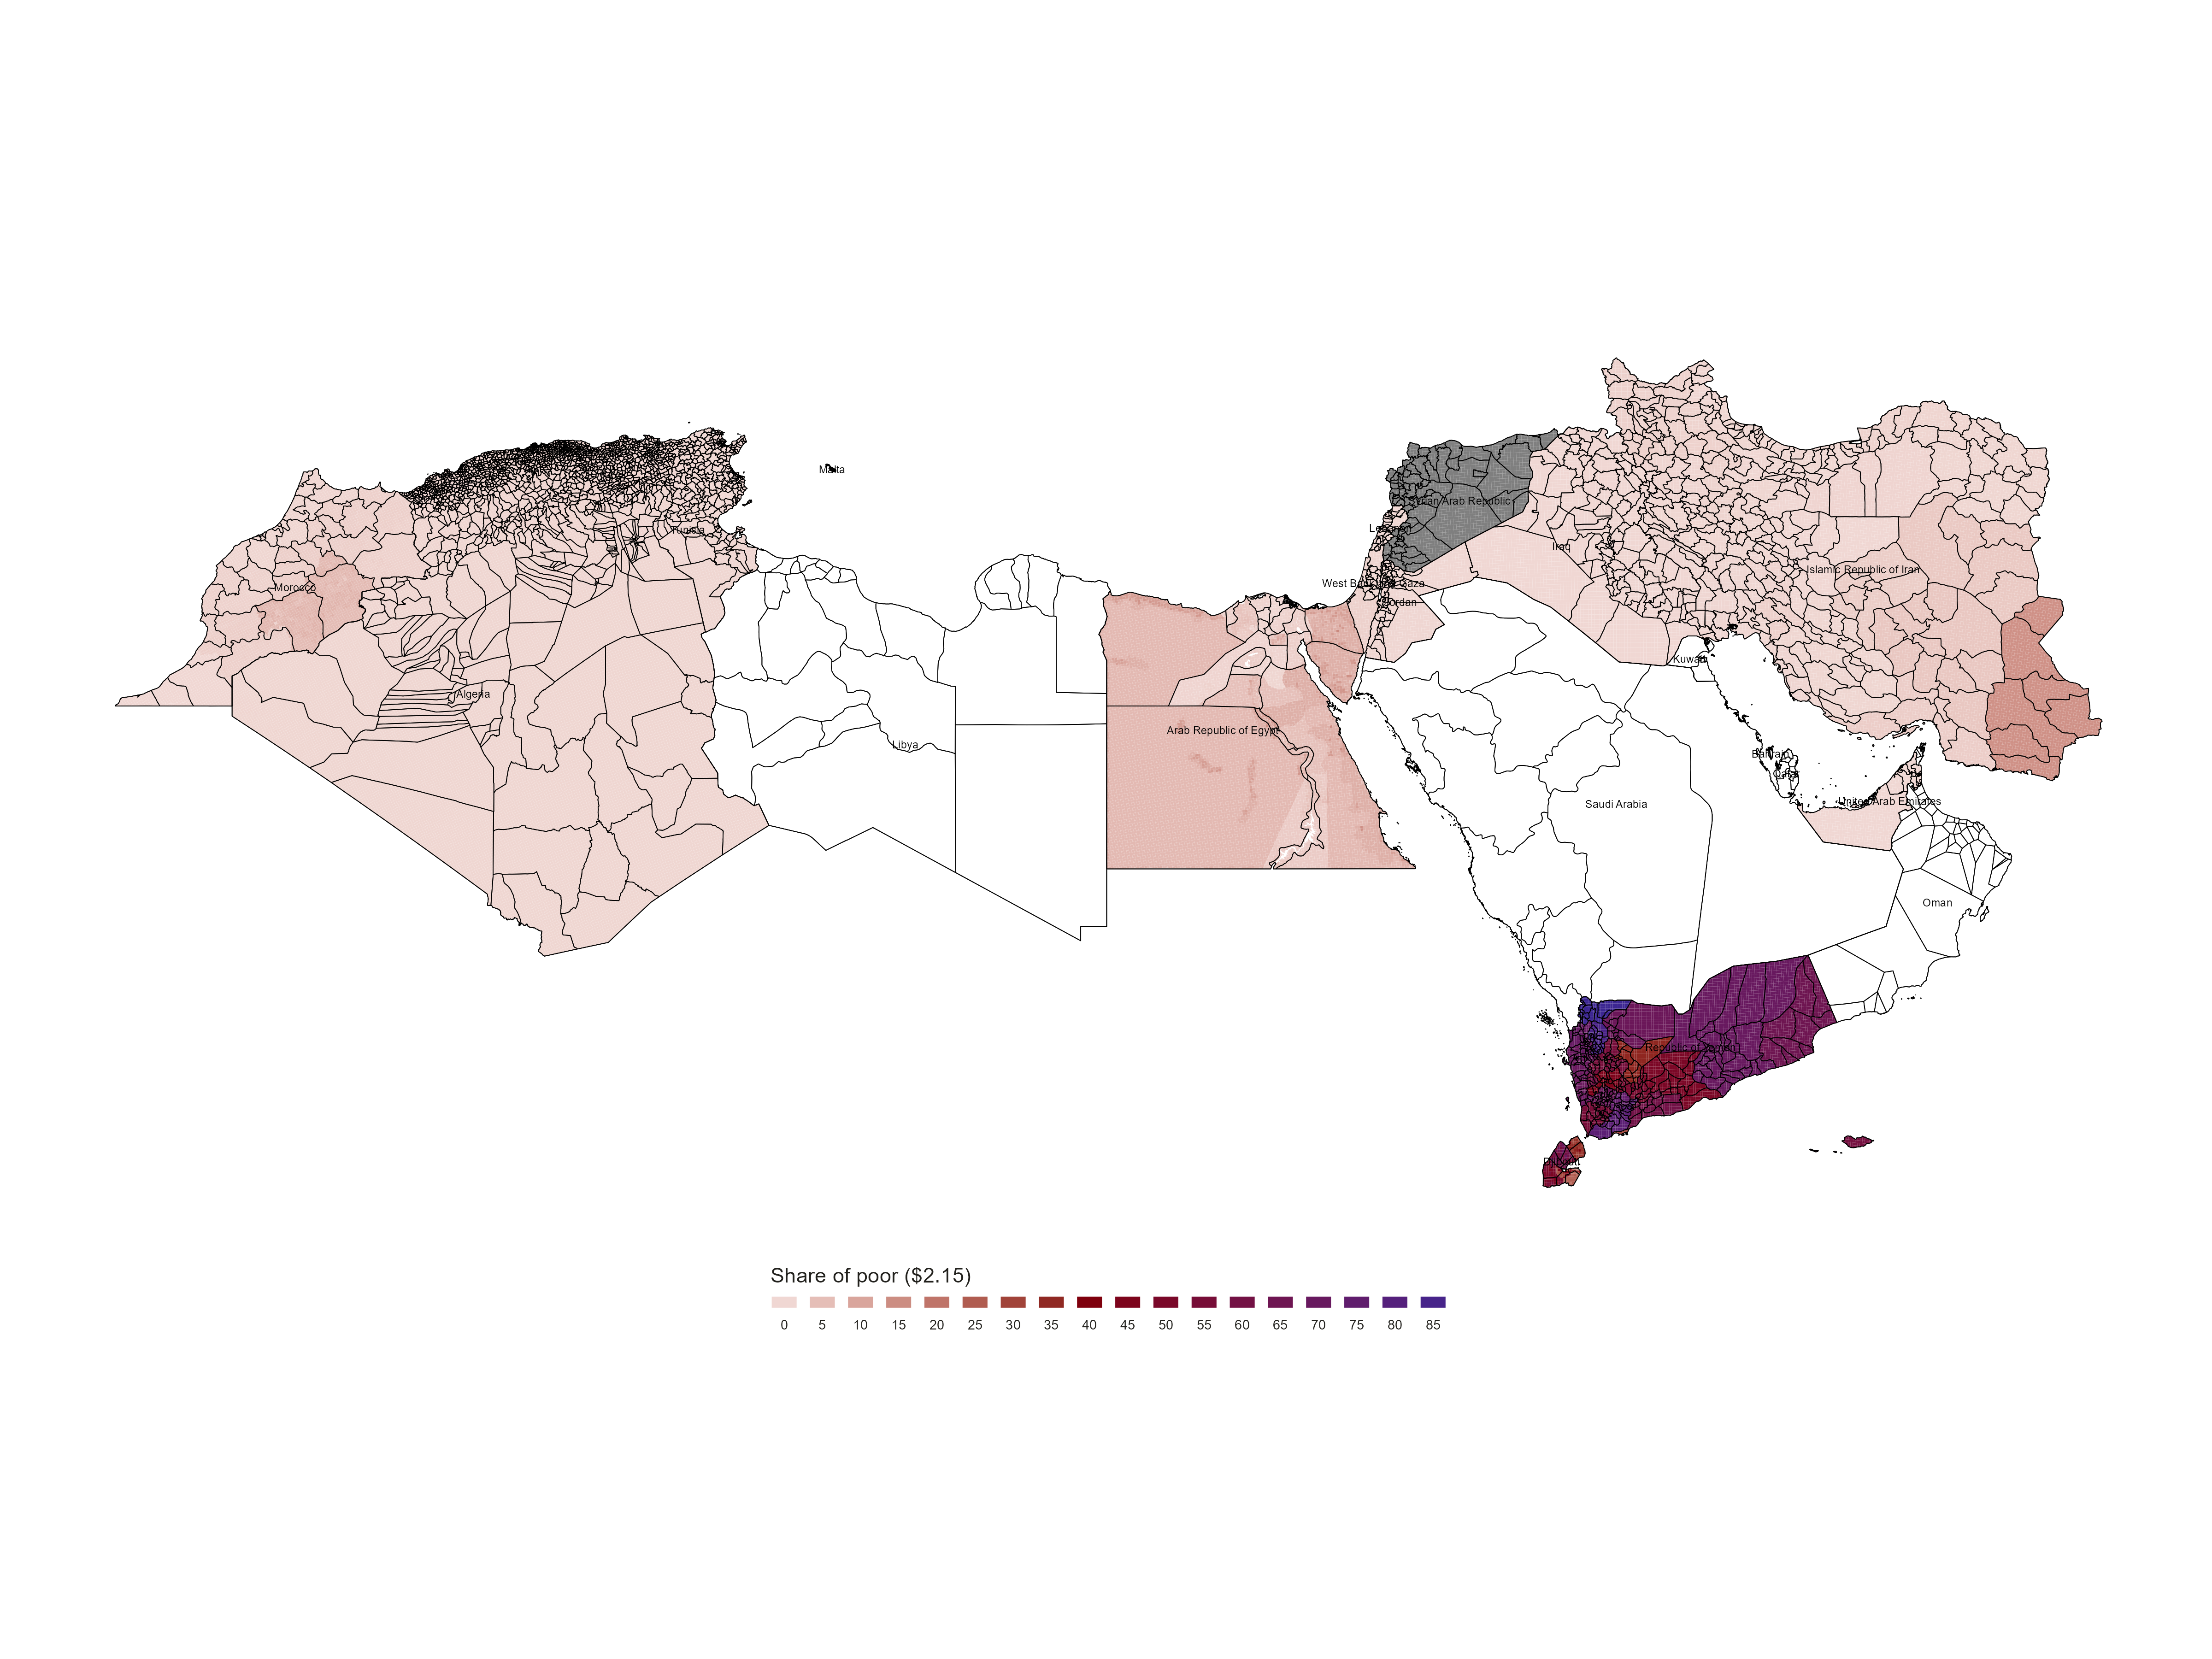 Malta
Tunisia
Syrian Arab Republic
Lebanon
Iraq
Islamic Republic of Iran
West Bank and Gaza
Morocco
Jordan
Kuwait
Algeria
Arab Republic of Egypt
Libya
Bahrain
Qatar
Saudi Arabia
United Arab Emirates
Oman
Republic of Yemen
Djibouti
Share of poor ($2.15)
0 5 10 15 20 25 30 35 40 45 50 55 60 65 70 75 80 85